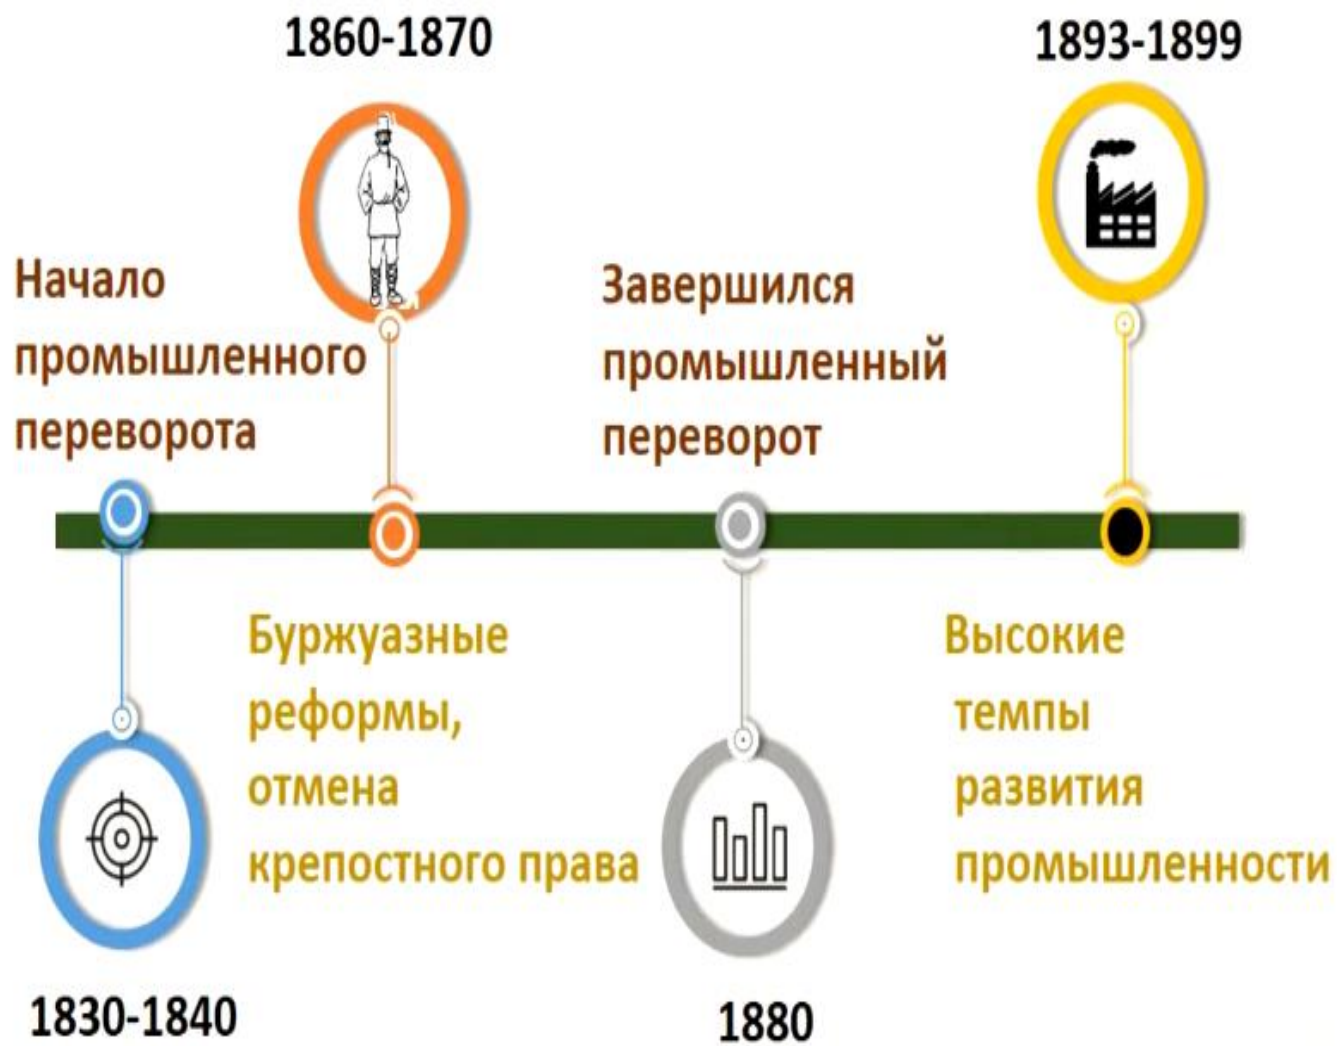 1860-1870
1893-1899
Начало
промышленного
переворота
Завершился
промышленный
переворот
Буржуазные
реформы,
отмена
крепостного права
Высокие
темпы
развития
промышленности
1830-1840
1880